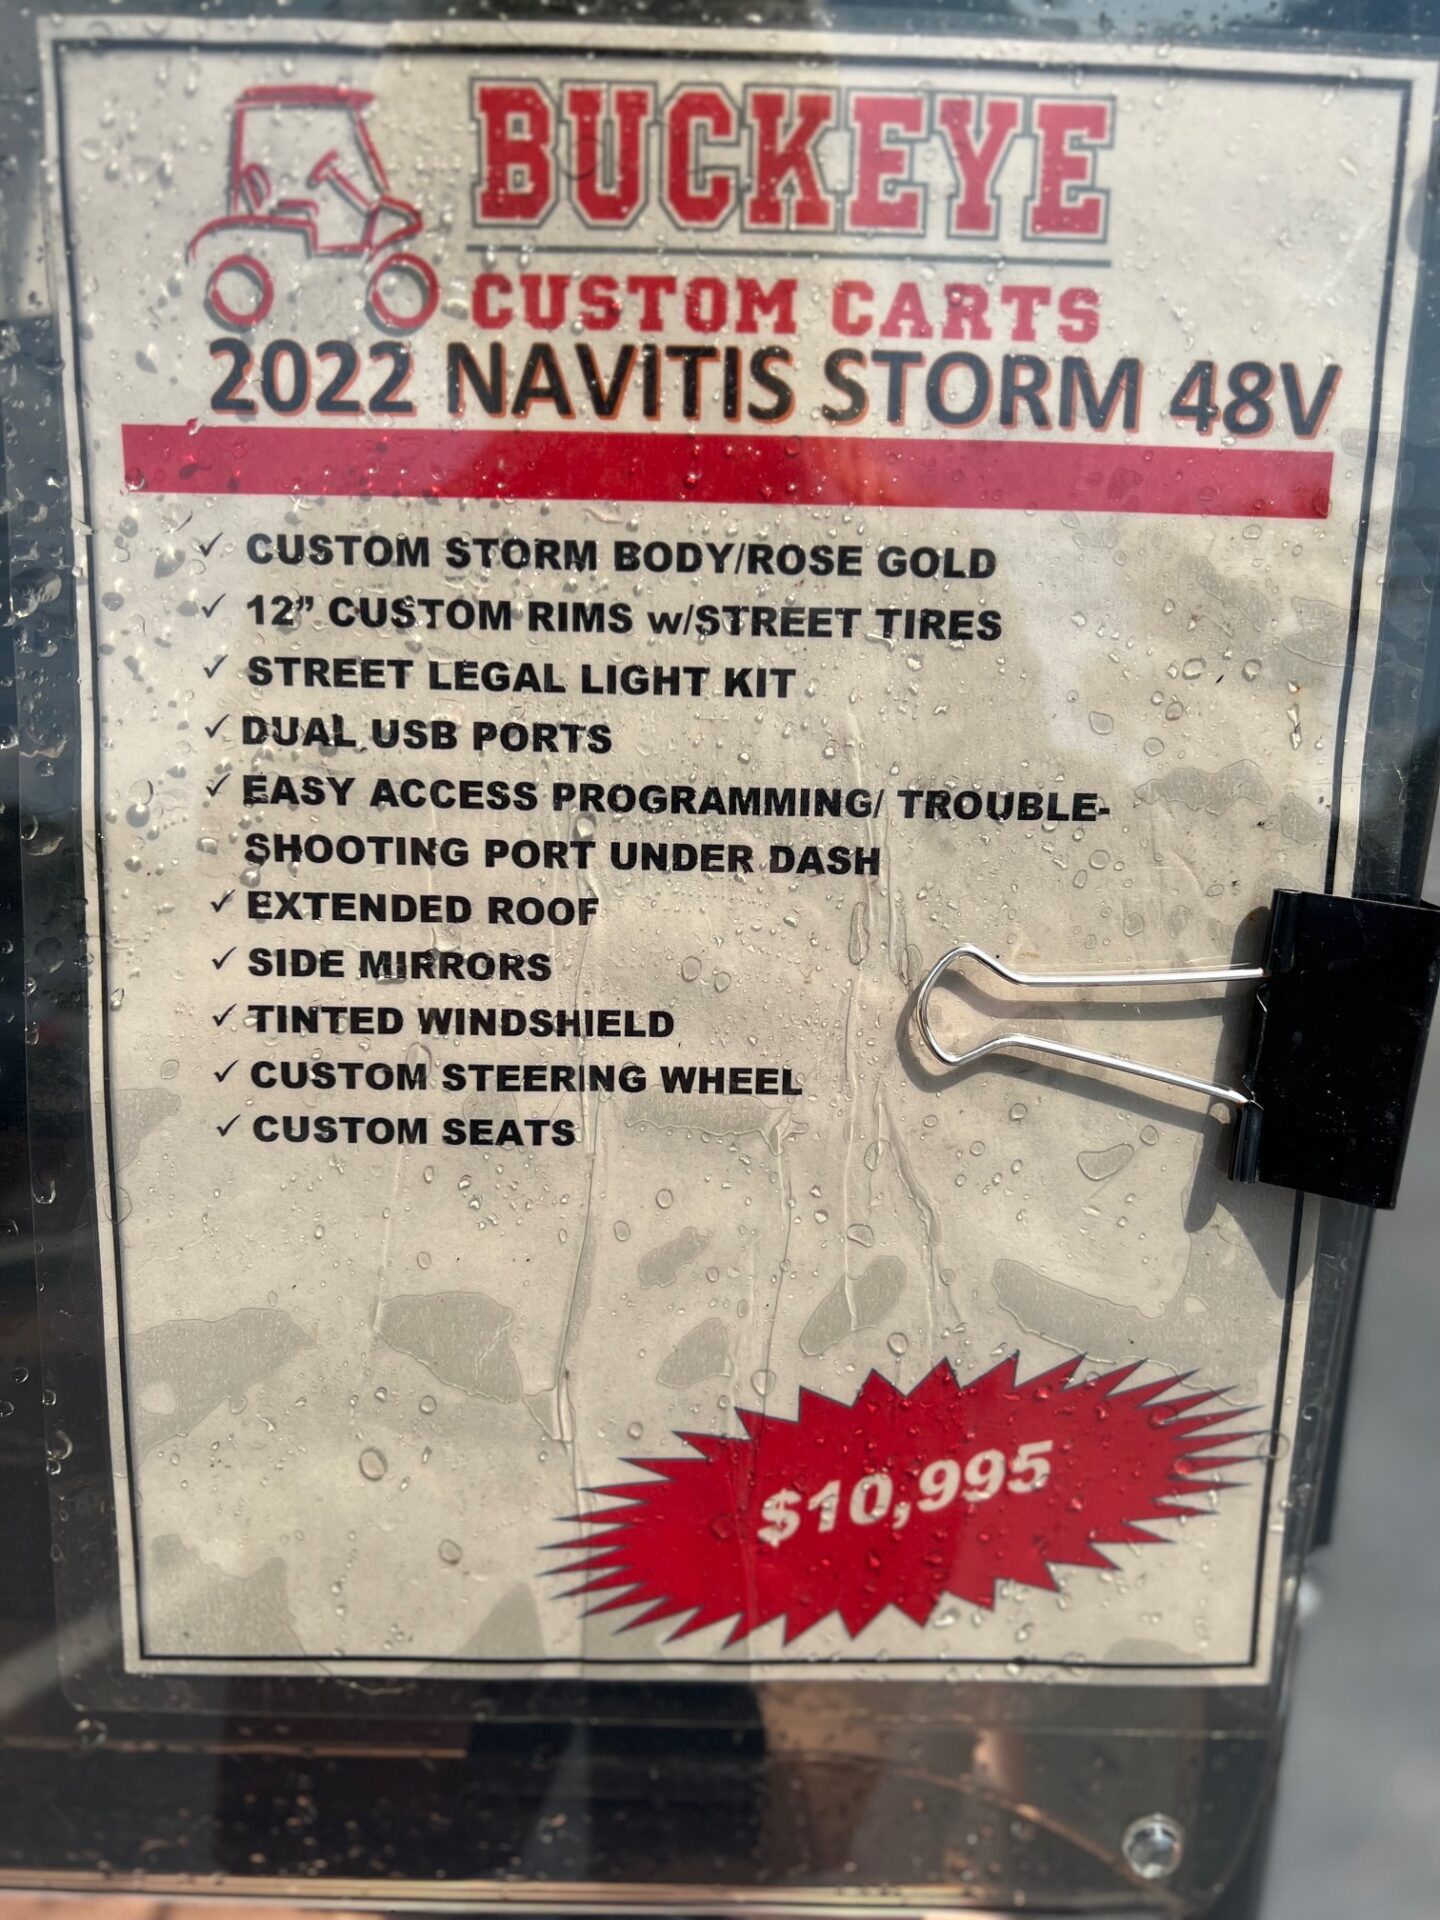 BUCKEYE
CUSTOM CARTS
2022 NAVITIS STORM 48V
✓ CUSTOM STORM BODY/ROSE GOLD
✓ 12” CUSTOM RIMS w/STREET TIRES
✓ STREET LEGAL LIGHT KIT
✓ DUAL USB PORTS
✓ EASY ACCESS PROGRAMMING/ TROUBLE-
SHOOTING PORT UNDER DASH
✓ EXTENDED ROOF
✓ SIDE MIRRORS
✓ TINTED WINDSHIELD
✓ CUSTOM STEERING WHEEL
✓ CUSTOM SEATS
$10,995